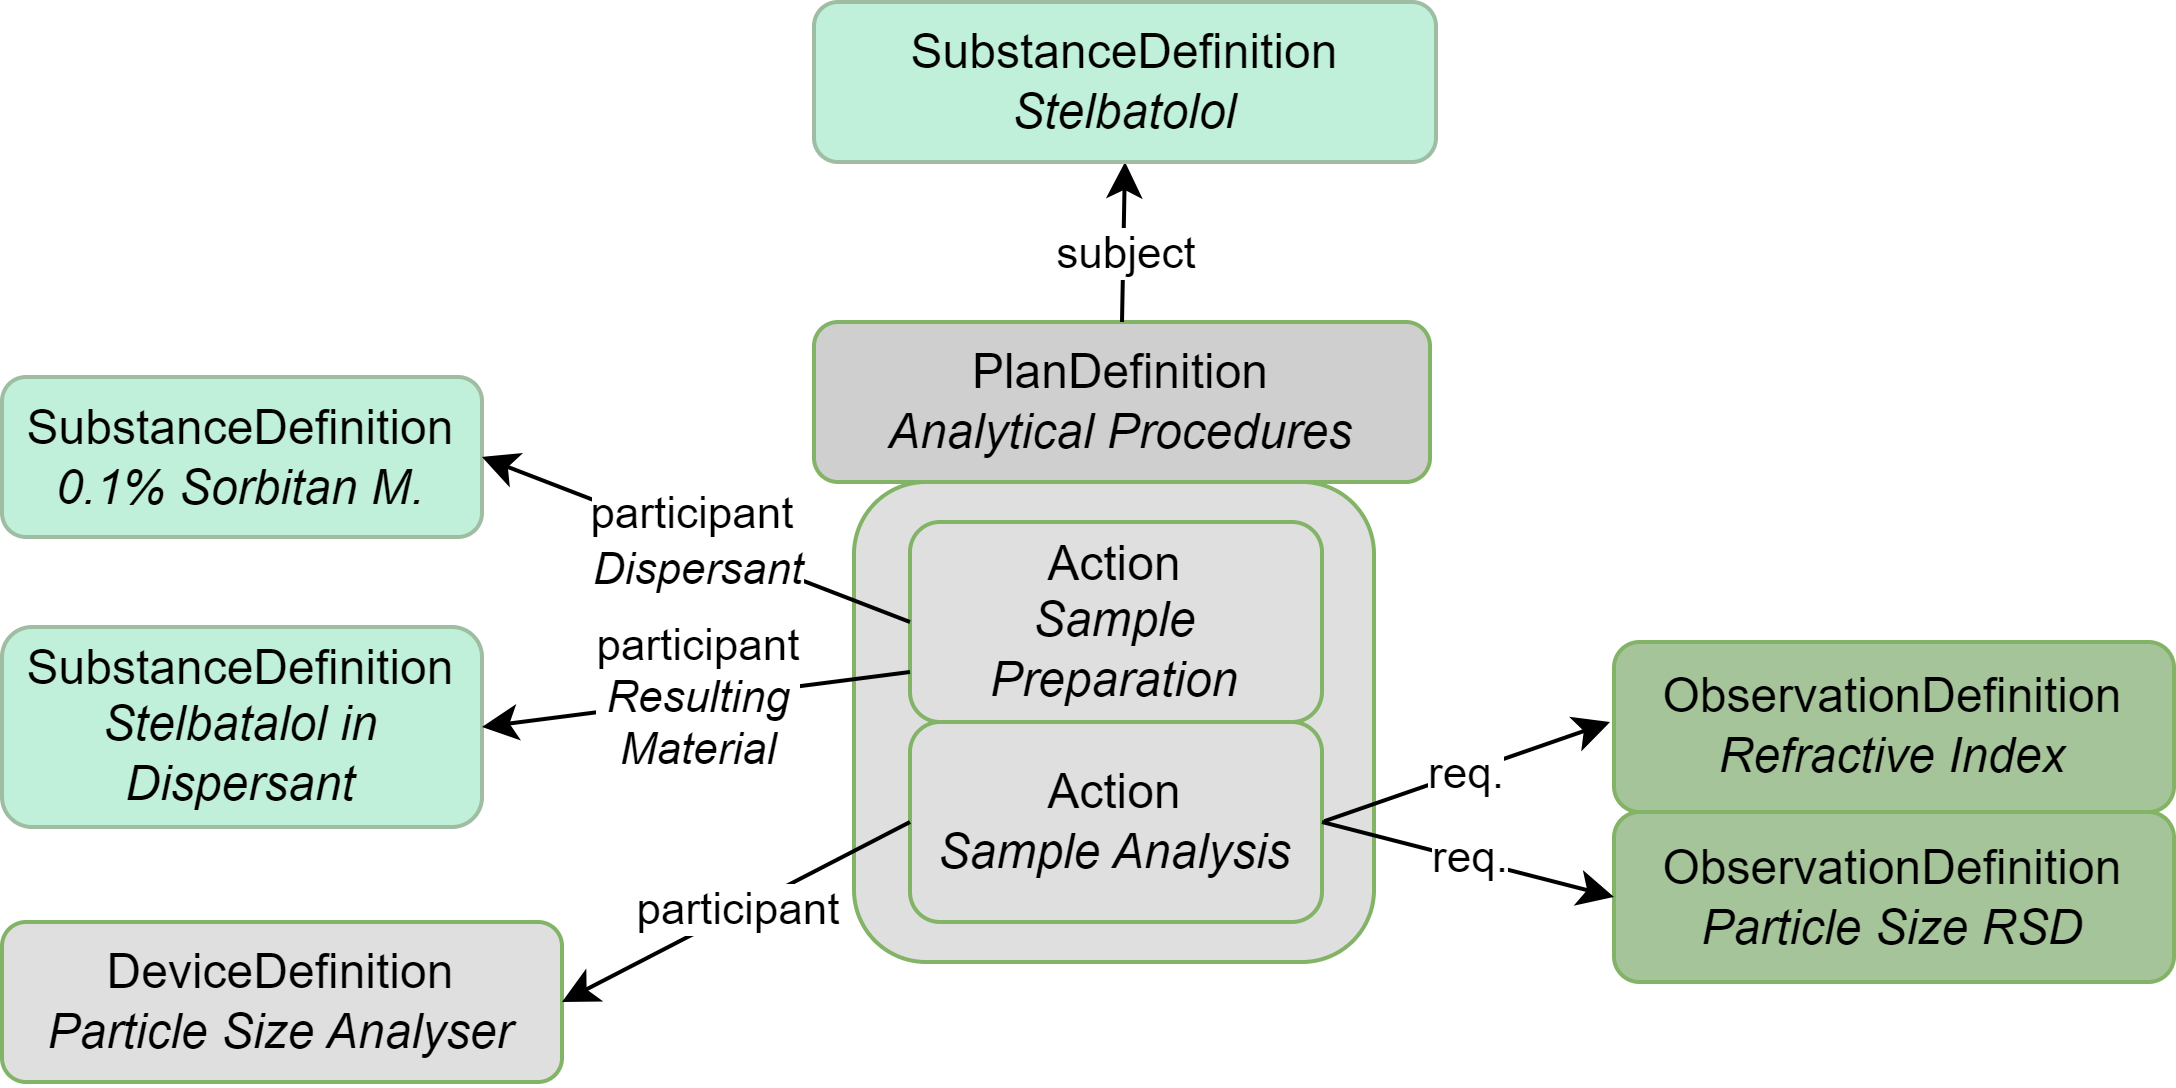 SubstanceDefinition
Stelbatolol
subject
PlanDefinition
Analytical Procedures
SubstanceDefinition
0.1% Sorbitan M.
participant
Dispersant
Action
Sample
Preparation
SubstanceDefinition
Stelbatalol in
Dispersant
participant
Resulting
Material
Action
Sample Analysis
req.
req.
ObservationDefinition
Refractive Index
ObservationDefinition
Particle Size RSD
participant
DeviceDefinition
Particle Size Analyser